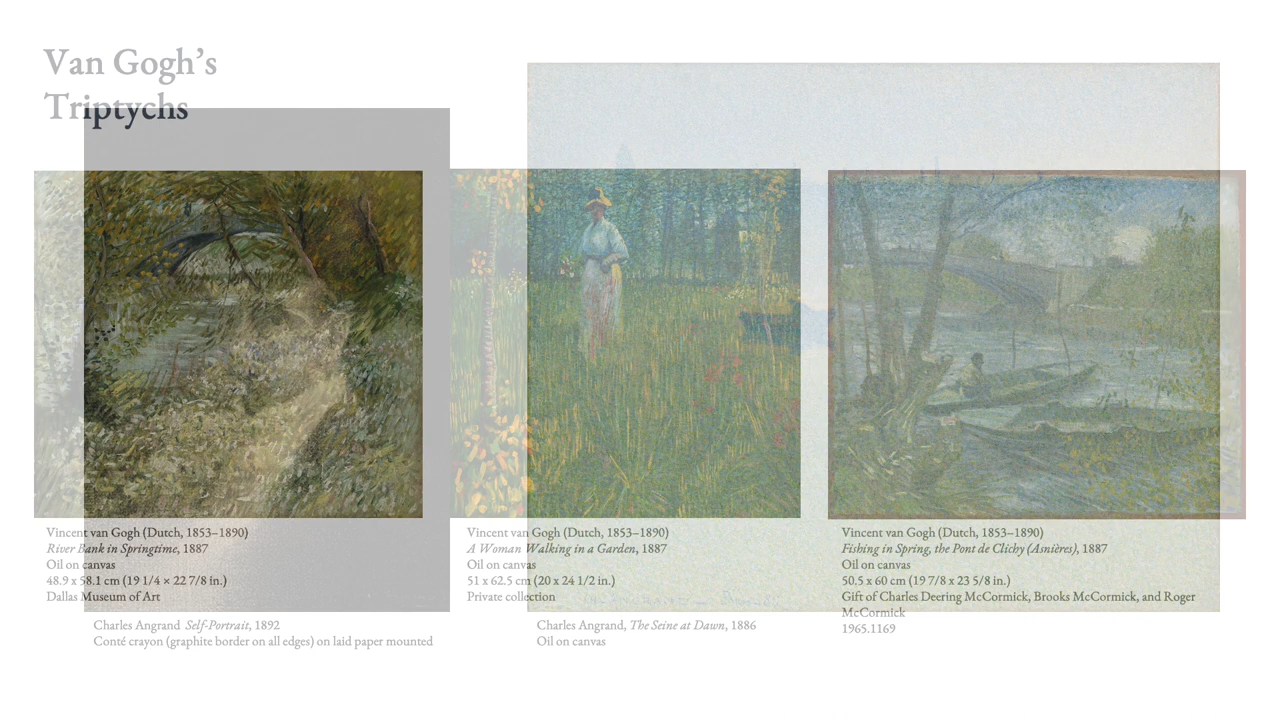 Van Gogh’s
Triptychs
Vincent van Gogh (Dutch, 1853–1890)
River Bank in Springtime, 1887
Oil on canvas
48.9 x 58.1 cm (19 1/4 × 22 7/8 in.)
Dallas Museum of Art
Vincent van Gogh (Dutch, 1853–1890)
A Woman Walking in a Garden, 1887
Oil on canvas
51 x 62.5 cm (20 x 24 1/2 in.)
Private collection
Vincent van Gogh (Dutch, 1853–1890)
Fishing in Spring, the Pont de Clichy (Asnières), 1887
Oil on canvas
50.5 x 60 cm (19 7/8 x 23 5/8 in.)
Gift of Charles Deering McCormick, Brooks McCormick, and Roger
McCormick
1965.1169
Charles Angrand Self-Portrait, 1892
Conté crayon (graphite border on all edges) on laid paper mounted
Charles Angrand, The Seine at Dawn, 1886
Oil on canvas